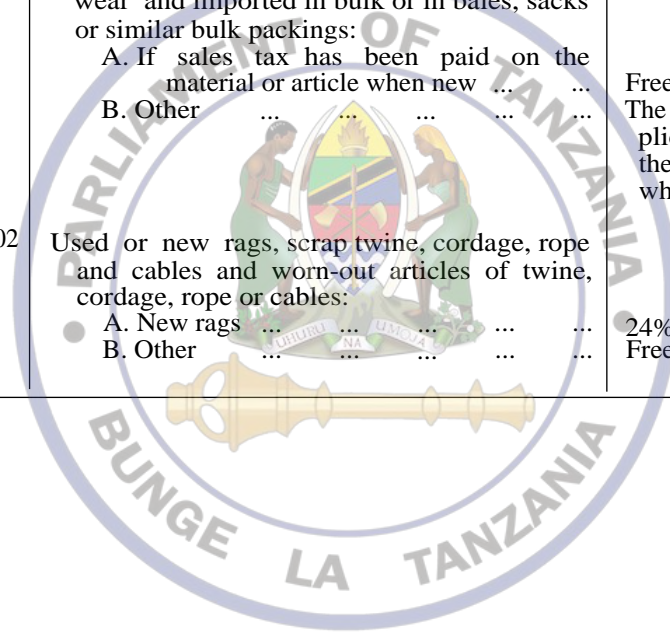 wear and imported in bulk or in bales, sacks
or similar bulk packings:
A. If sales tax has been paid on the
material or article when new ... ... Free
B. Other ... ... ... ... ... The
plic
the
wh
02 Used or new rags, scrap twine, cordage, rope
and cables and worn-out articles of twine,
cordage, rope or cables:
A. New rags ... ... ... ... ... 24%
B. Other ... ... ... ... ... Free
PARLIAMENT OF TANZANIA
UHURU NA UMOJA
BUNGE LA TANZANIA